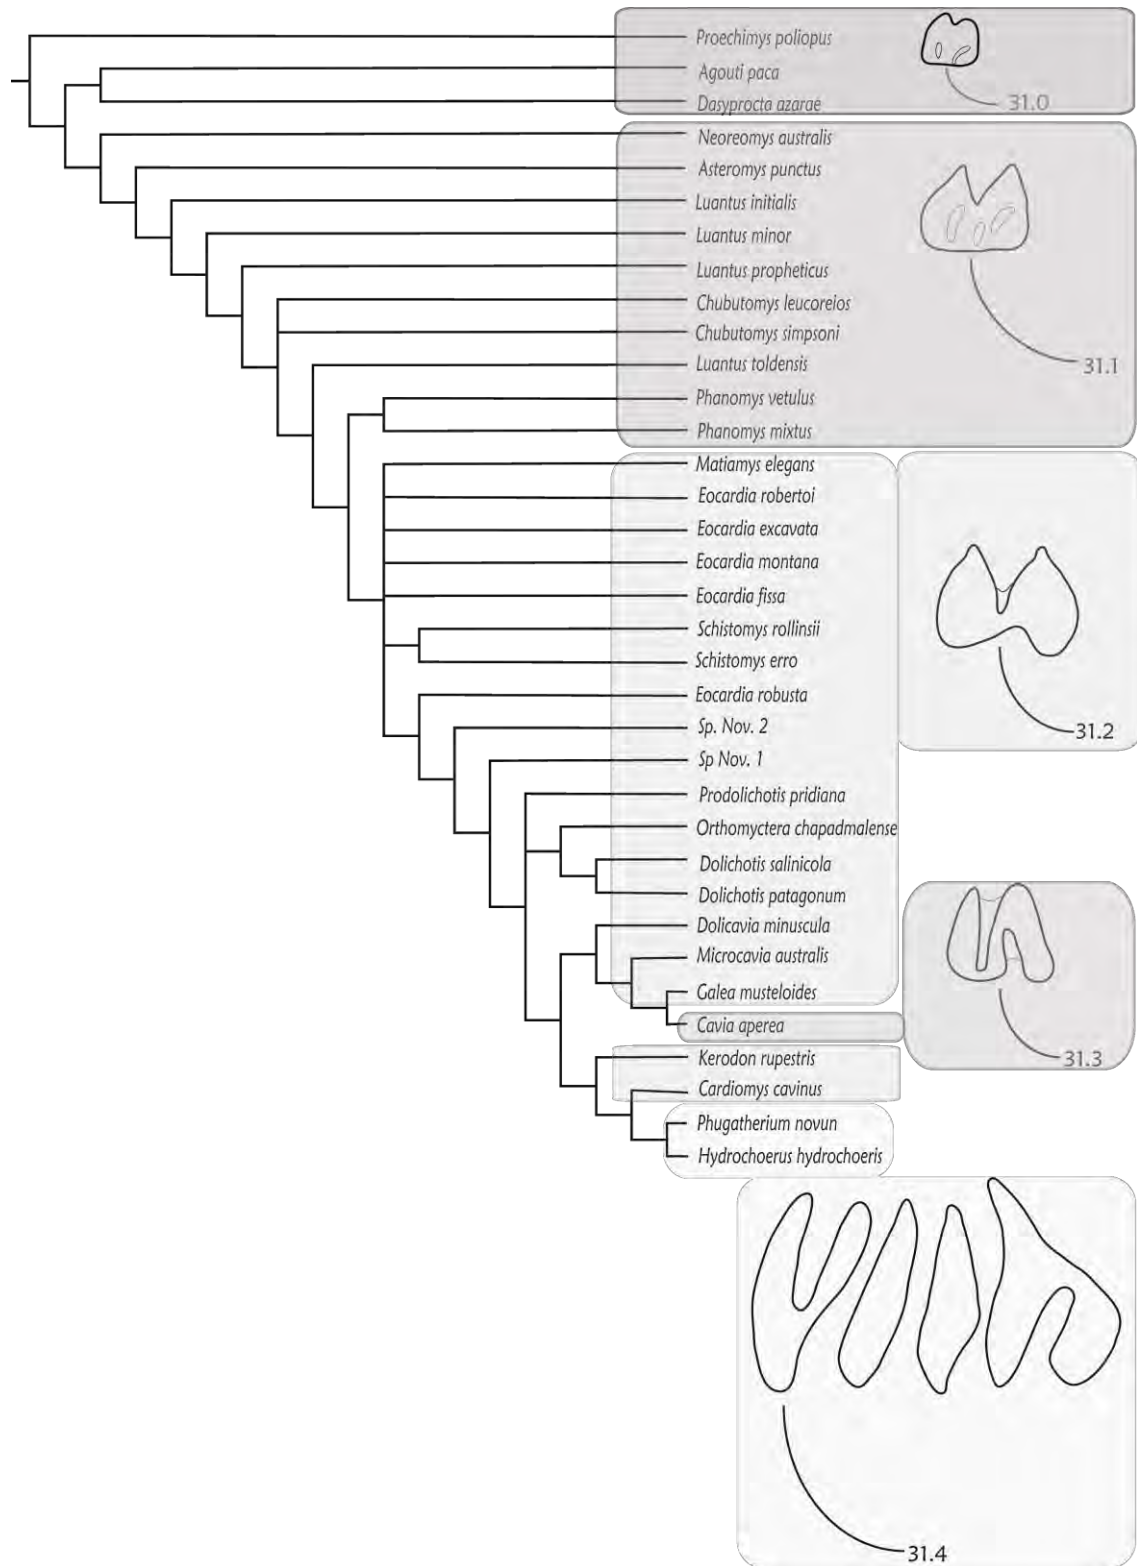 Proechimys poliopus
Agouti paca
Dasyprocta azarae
31.0
Neoreomys australis
Asteromys punctus
Luantus initialis
Luantus minor
Luantus propheticus
Chubutomys leucoreios
Chubutomys simpsoni
Luantus toldensis
31.1
Phanomys vetulus
Phanomys mixtus
Matiamys elegans
Eocardia robertoi
Eocardia excavata
Eocardia montana
Eocardia fissa
Schistomys rollinsii
Schistomys erro
Eocardia robusta
Sp. Nov. 2
31.2
Sp Nov. 1
Prodolichotis pridiana
Orthomyctera chapadmalense
Dolichotis salinicola
Dolichotis patagonum
Dolicavia minuscula
Microcavia australis
Galea musteloides
Cavia aperea
Kerodon rupestris
31.3
Cardiomys cavinus
Phugatherium novun
Hydrochoerus hydrochoeris
31.4